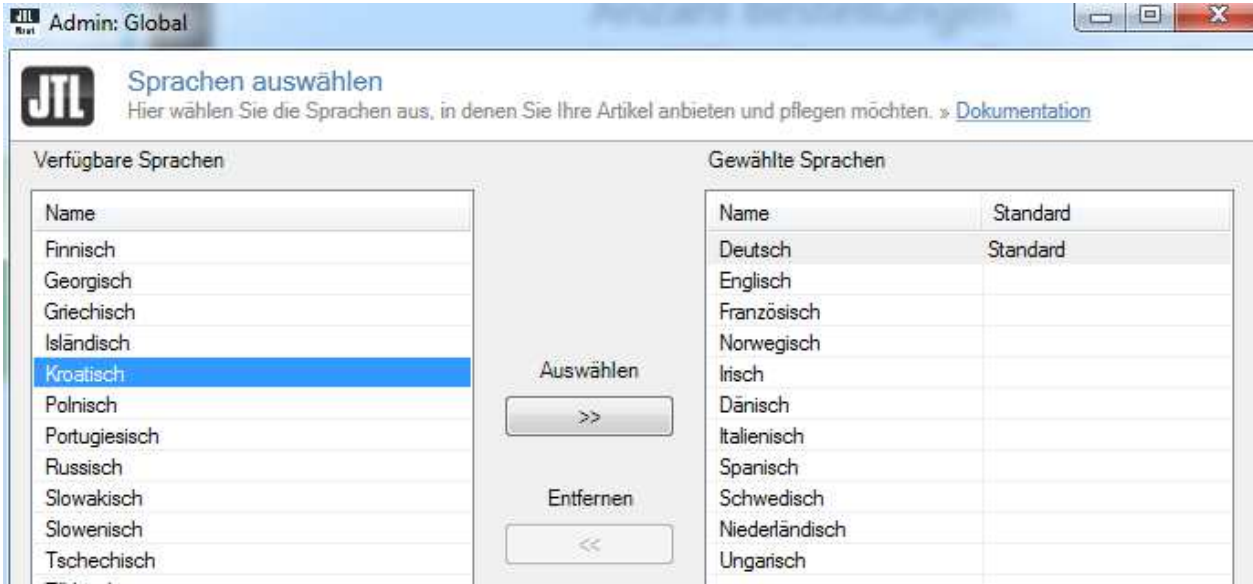 JTL
Admin: Global
JTL
Sprachen auswählen
Hier wählen Sie die Sprachen aus, in denen Sie Ihre Artikel anbieten und pflegen möchten. » Dokumentation
Verfügbare Sprachen
Name
Finnisch
Georgisch
Griechisch
Isländisch
Kroatisch
Polnisch
Portugiesisch
Russisch
Slowakisch
Slowenisch
Tschechisch
Auswählen
>>
Entfernen
<<
Gewählte Sprachen
Name Standard
Deutsch Standard
Englisch
Französisch
Norwegisch
Irisch
Dänisch
Italienisch
Spanisch
Schwedisch
Niederländisch
Ungarisch